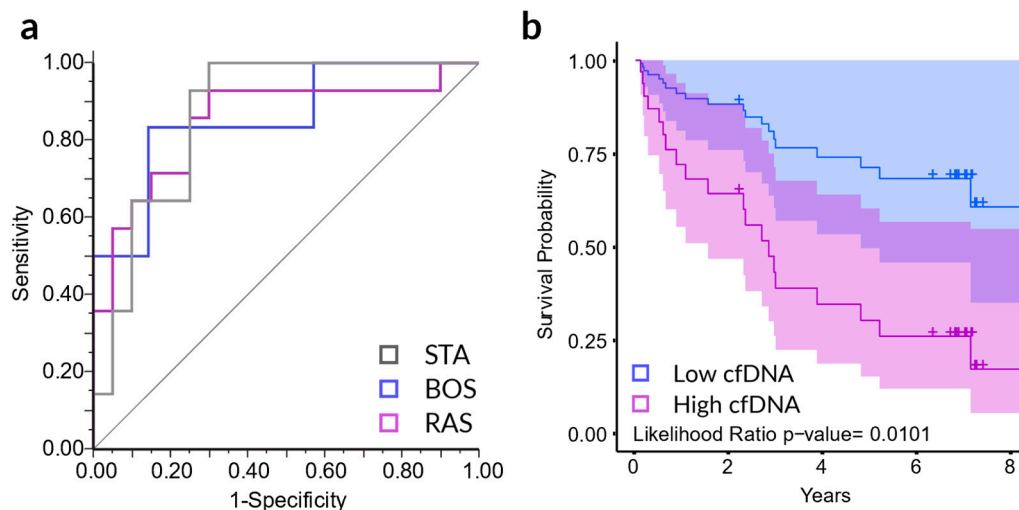 a
1.00
0.80
0.60
0.40
0.20
0.00
Sensitivity
0.00 0.20 0.40 0.60 0.80 1.00
1-Specificity
STA
BOS
RAS
b
1.00
0.75
0.50
0.25
0.00
Survival Probability
Low cfDNA
High cfDNA
Likelihood Ratio p-value= 0.0101
0 2 4 6 8
Years